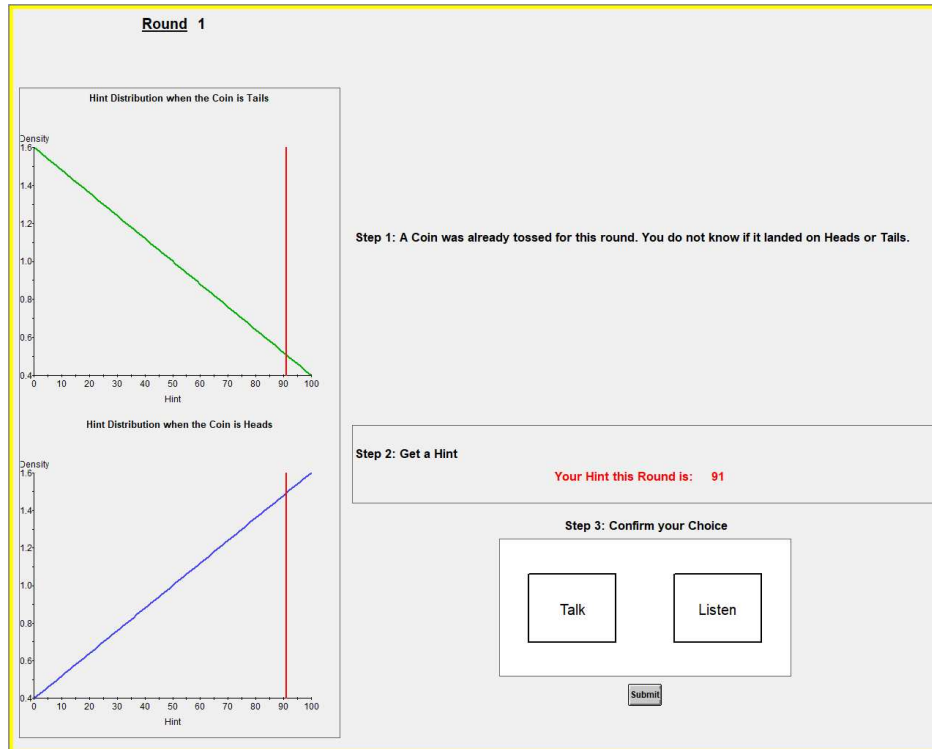 Round 1
Hint Distribution when the Coin is Tails
Density
1.6
1.4
1.2
1.0
0.8
0.6
0.4
0 10 20 30 40 50 60 70 80 90 100
Hint
Step 1: A Coin was already tossed for this round. You do not know if it landed on Heads or Tails.
Hint Distribution when the Coin is Heads
Density
1.6
1.4
1.2
1.0
0.8
0.6
0.4
0 10 20 30 40 50 60 70 80 90 100
Hint
Step 2: Get a Hint
Your Hint this Round is: 91
Step 3: Confirm your Choice
Talk
Listen
Submit